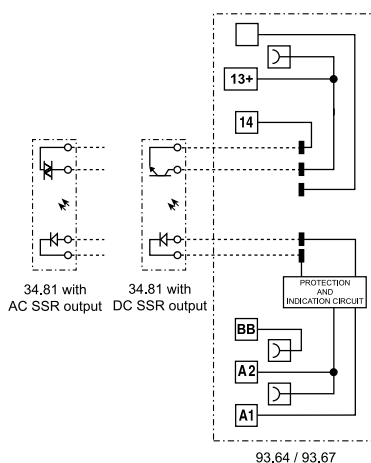 13+
14
PROTECTION
AND
INDICATION CIRCUIT
34.81 with
AC SSR output
34.81 with
DC SSR output
BB
A2
A1
93.64 / 93.67